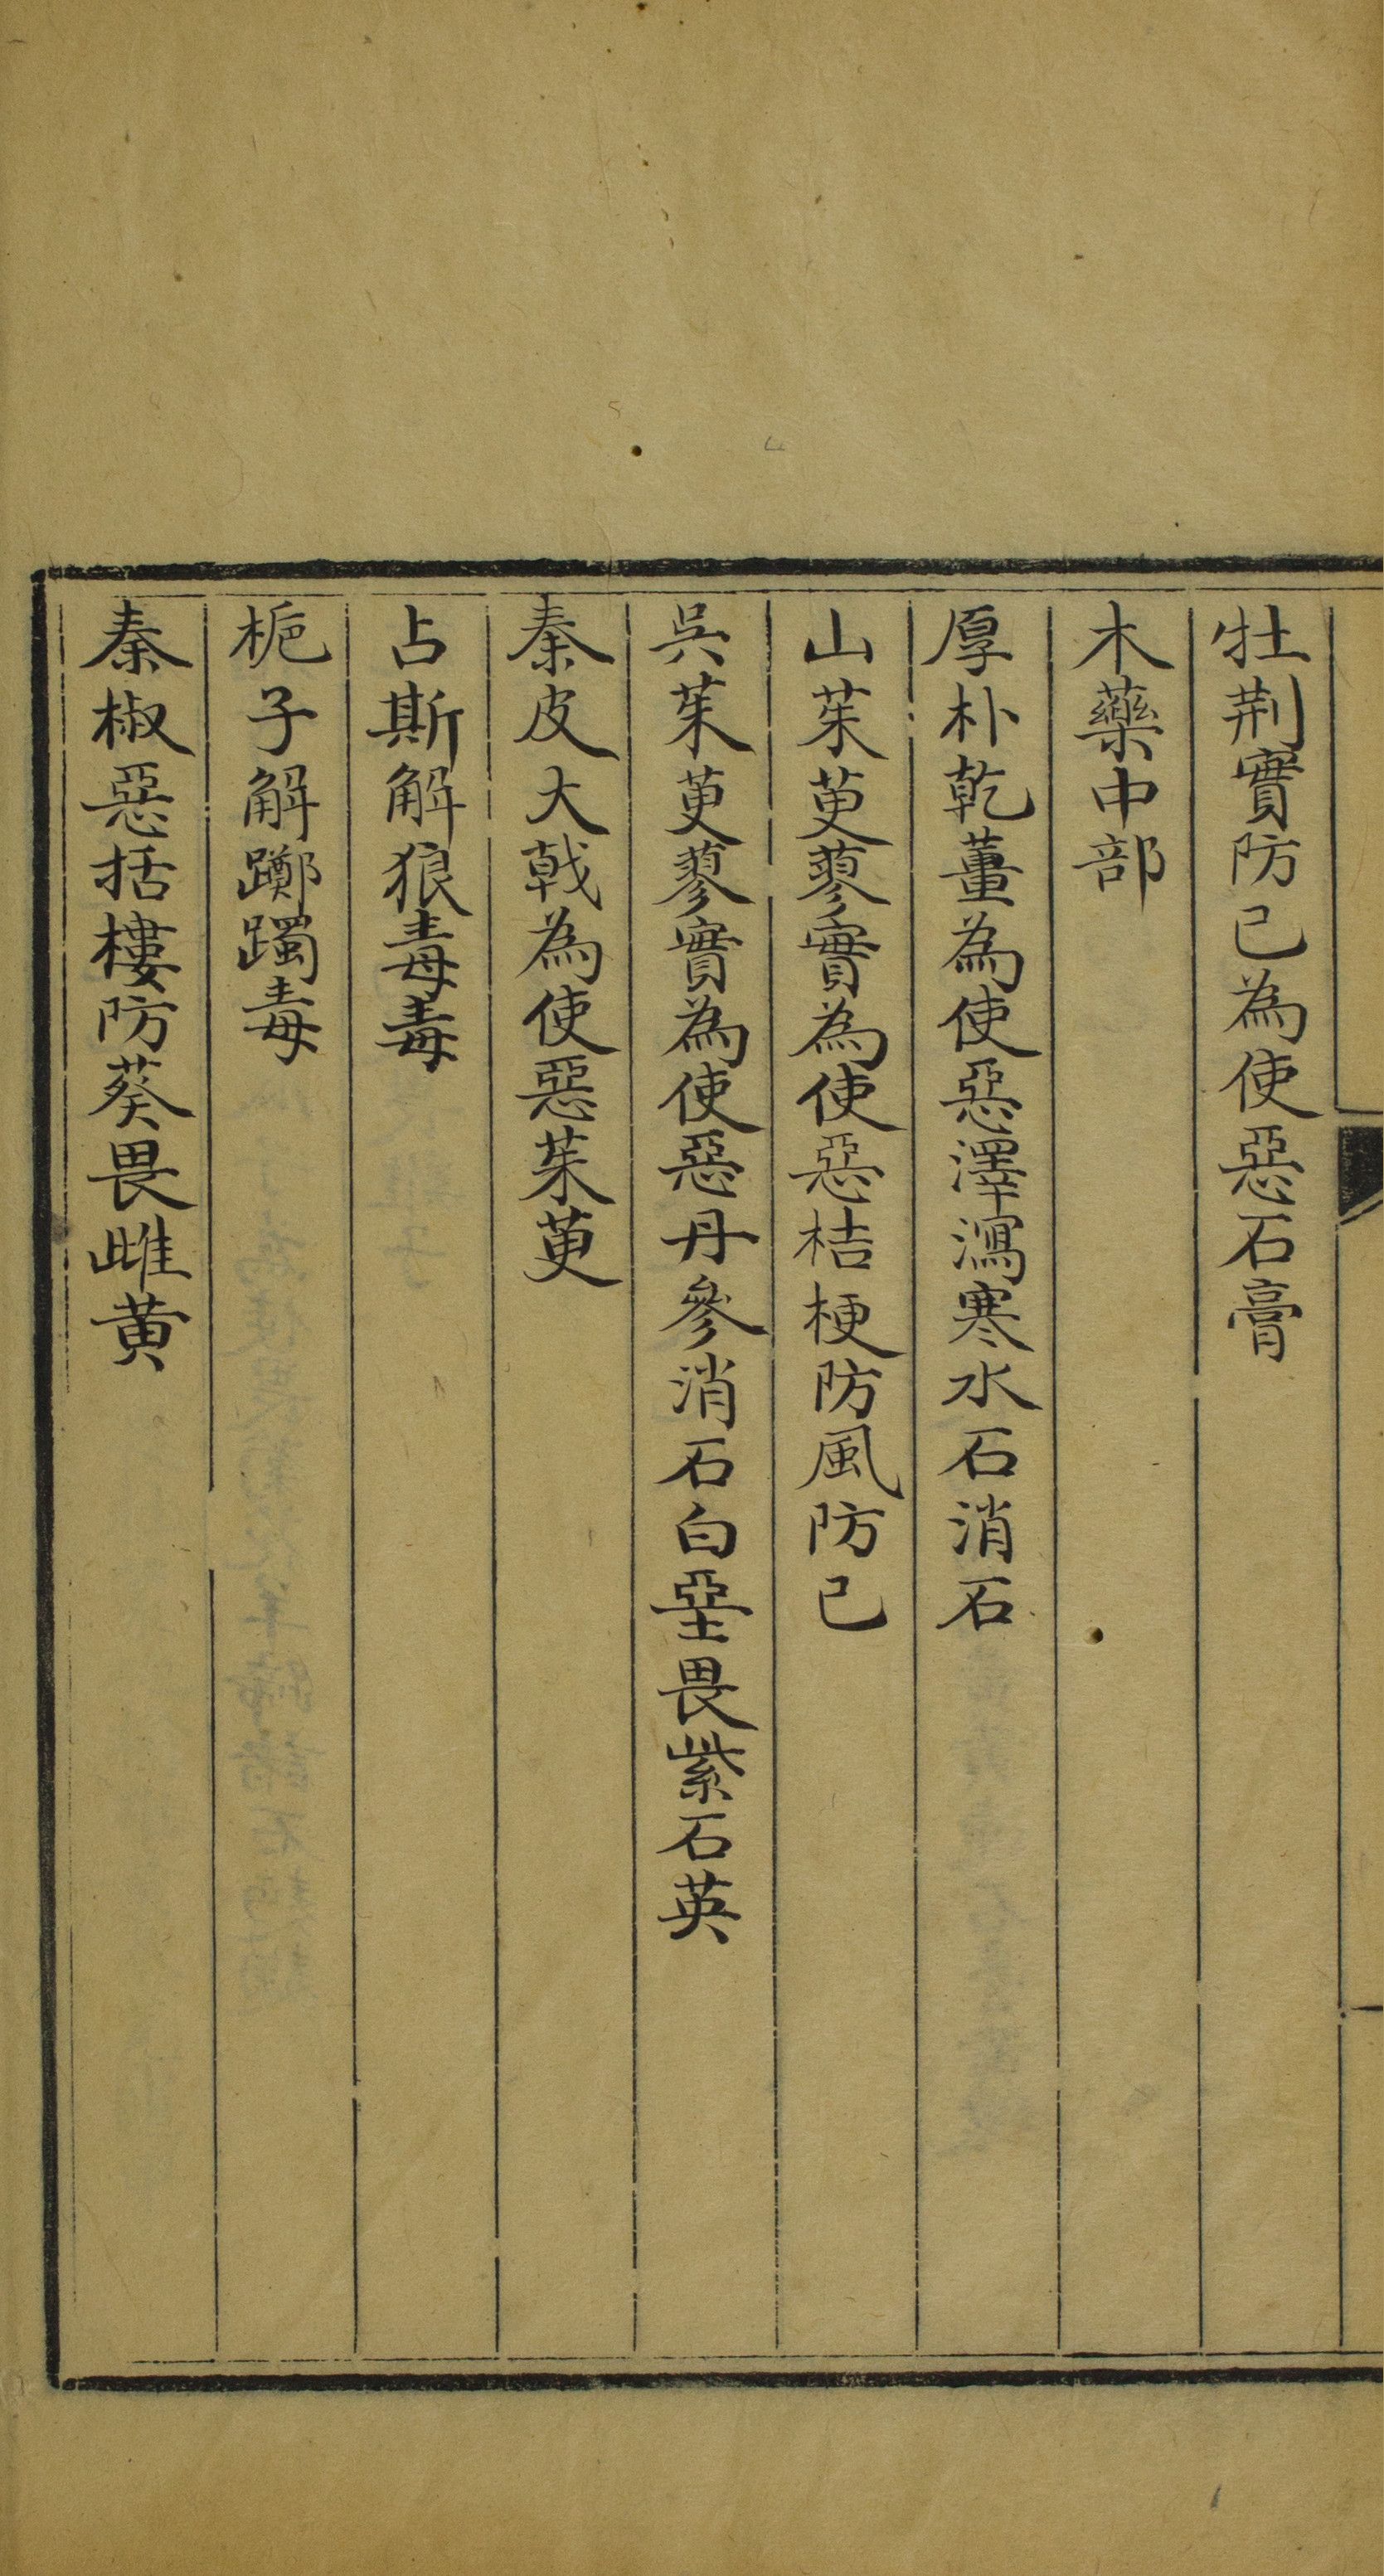 牡荆實防己為使惡石膏
木藥中部
厚朴乾薑為使惡澤瀉寒水石消石
山茱萸蓼實為使惡桔梗防風防己
吳茱萸蓼實為使惡丹參消石白堊畏紫石英
秦皮大戟為使惡茱萸
占斯解狼毒毒
梔子解躑躅毒
秦椒惡括樓防葵畏雌黄